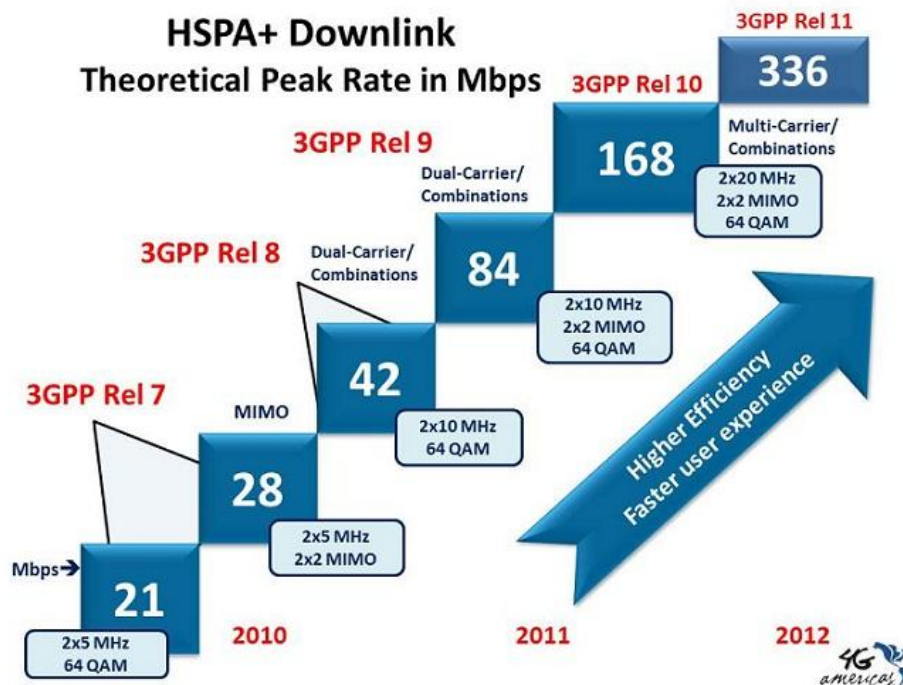 HSPA+ Downlink
Theoretical Peak Rate in Mbps
3GPP Rel 11
336
3GPP Rel 10
168
Multi-Carrier/
Combinations
2x20 MHz
2x2 MIMO
64 QAM
3GPP Rel 9
Dual-Carrier/
Combinations
84
2x10 MHz
2x2 MIMO
64 QAM
3GPP Rel 8
Dual-Carrier/
Combinations
42
2x10 MHz
64 QAM
3GPP Rel 7
MIMO
28
2x5 MHz
2x2 MIMO
Mbps→
21
2x5 MHz
64 QAM
Higher Efficiency
Faster user experience
2010
2011
2012
4G
americas